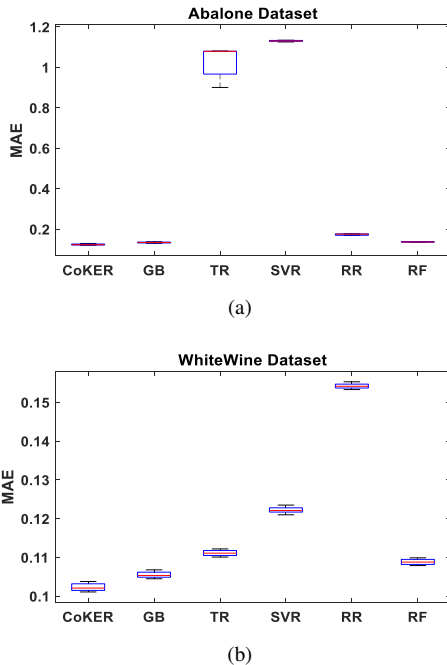 Abalone Dataset
1.2
1
0.8
0.6
0.4
0.2
MAE
CoKER GB TR SVR RR RF
(a)
WhiteWine Dataset
0.15
0.14
0.13
0.12
0.11
0.1
MAE
CoKER GB TR SVR RR RF
(b)